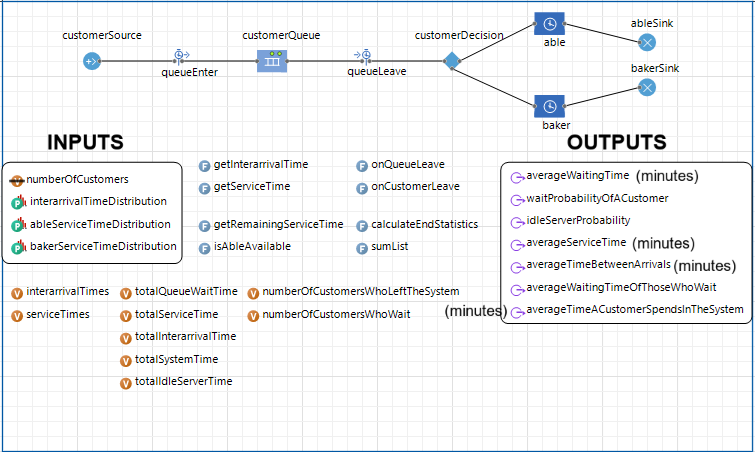 customerSource
customerQueue
customerDecision
ableSink
able
queueEnter
queueLeave
bakerSink
baker
INPUTS
OUTPUTS
numberOfCustomers
interarrivalTimeDistribution
ableServiceTimeDistribution
bakerServiceTimeDistribution
getInterarrivalTime
onQueueLeave
getServiceTime
onCustomerLeave
getRemainingServiceTime
calculateEndStatistics
isAbleAvailable
sumList
averageWaitingTime (minutes)
waitProbabilityOfACustomer
idleServerProbability
averageServiceTime (minutes)
averageTimeBetweenArrivals (minutes)
averageWaitingTimeOfThoseWhoWait
(minutes) averageTimeACustomerSpendsInTheSystem
interarrivalTimes
totalQueueWaitTime
numberOfCustomersWhoLeftTheSystem
serviceTimes
totalServiceTime
numberOfCustomersWhoWait
totalInterarrivalTime
totalSystemTime
totalIdleServerTime